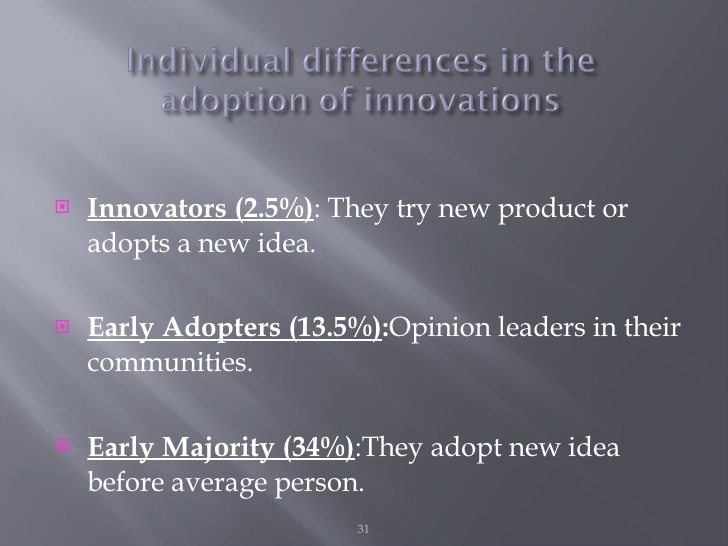 Individual differences in the
adoption of innovations
Innovators (2.5%): They try new product or
adopts a new idea.
Early Adopters (13.5%):Opinion leaders in their
communities.
Early Majority (34%):They adopt new idea
before average person.
31